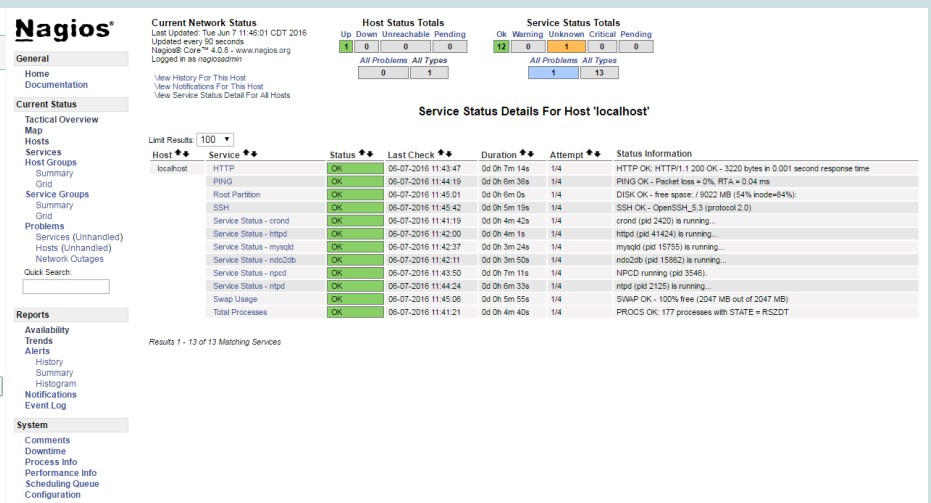 Nagios®
General
Home
Documentation
Current Status
Tactical Overview
Map
Hosts
Services
Host Groups
Summary
Grid
Service Groups
Summary
Grid
Problems
Services (Unhandled)
Hosts (Unhandled)
Network Outages
Quick Search:
Reports
Availability
Trends
Alerts
History
Summary
Histogram
Notifications
Event Log
System
Comments
Downtime
Process Info
Performance Info
Scheduling Queue
Configuration
Current Network Status
Last Updated: Tue Jun 7 11:46:01 CDT 2016
Updated every 90 seconds
Nagios® Core™ 4.0.8 - www.nagios.org
Logged in as nagiosadmin
View History For This Host
View Notifications For This Host
View Service Status Detail For All Hosts
Host Status Totals
Up Down Unreachable Pending
1 0 0 0
All Problems All Types
0 1
Service Status Totals
Ok Warning Unknown Critical Pending
12 0 1 0 0
All Problems All Types
1 13
Service Status Details For Host 'localhost'
Limit Results: 100
Host Service Status Last Check Duration Attempt Status Information
localhost HTTP OK 06-07-2016 11:43:47 0d 0h 7m 14s 1/4 HTTP OK: HTTP/1.1 200 OK - 3220 bytes in 0.001 second response time
PING OK 06-07-2016 11:44:19 0d 0h 6m 36s 1/4 PING OK - Packet loss = 0%, RTA = 0.04 ms
Root Partition OK 06-07-2016 11:45:01 0d 0h 6m 0s 1/4 DISK OK - free space: / 9022 MB (54% inode=84%):
SSH OK 06-07-2016 11:45:42 0d 0h 5m 19s 1/4 SSH OK - OpenSSH_5.3 (protocol 2.0)
Service Status - crond OK 06-07-2016 11:41:19 0d 0h 4m 42s 1/4 crond (pid 2420) is running...
Service Status - httpd OK 06-07-2016 11:42:00 0d 0h 4m 1s 1/4 httpd (pid 41424) is running...
Service Status - mysqld OK 06-07-2016 11:42:37 0d 0h 3m 24s 1/4 mysqld (pid 15755) is running...
Service Status - ndo2db OK 06-07-2016 11:42:11 0d 0h 3m 50s 1/4 ndo2db (pid 15862) is running...
Service Status - npcd OK 06-07-2016 11:43:50 0d 0h 7m 11s 1/4 NPCD running (pid 3546).
Service Status - ntpd OK 06-07-2016 11:44:24 0d 0h 6m 33s 1/4 ntpd (pid 2125) is running...
Swap Usage OK 06-07-2016 11:45:06 0d 0h 5m 55s 1/4 SWAP OK - 100% free (2047 MB out of 2047 MB)
Total Processes OK 06-07-2016 11:41:21 0d 0h 4m 40s 1/4 PROCS OK: 177 processes with STATE = RSZDT
Results 1 - 13 of 13 Matching Services